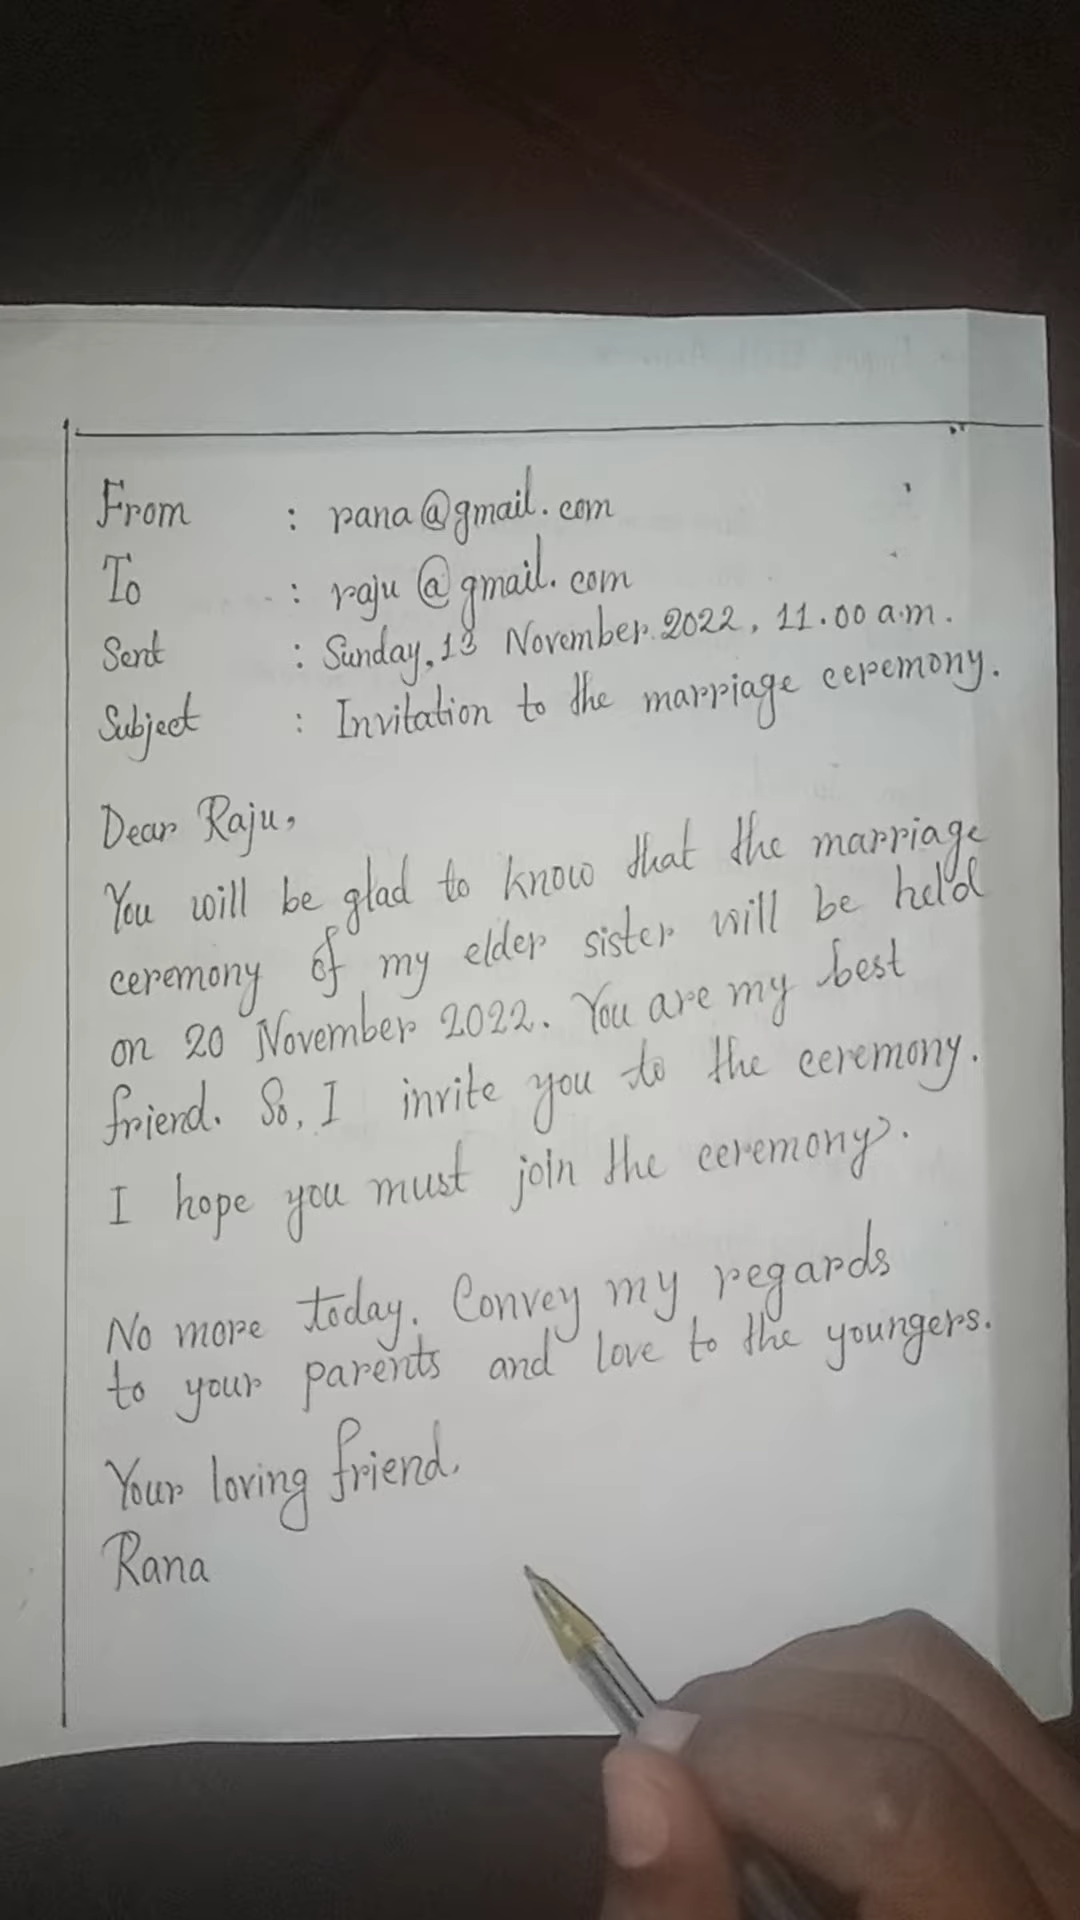 From : rana@gmail.com
To : raju@gmail.com
Sent : Sunday, 13 November 2022, 11.00 a.m.
Subject : Invitation to the marriage ceremony.
Dear Raju,
You will be glad to know that the marriage
ceremony of my elder sister will be held
on 20 November 2022. You are my best
friend. So, I invite you to the ceremony.
I hope you must join the ceremony.
No more today. Convey my regards
to your parents and love to the youngers.
Your loving friend.
Rana